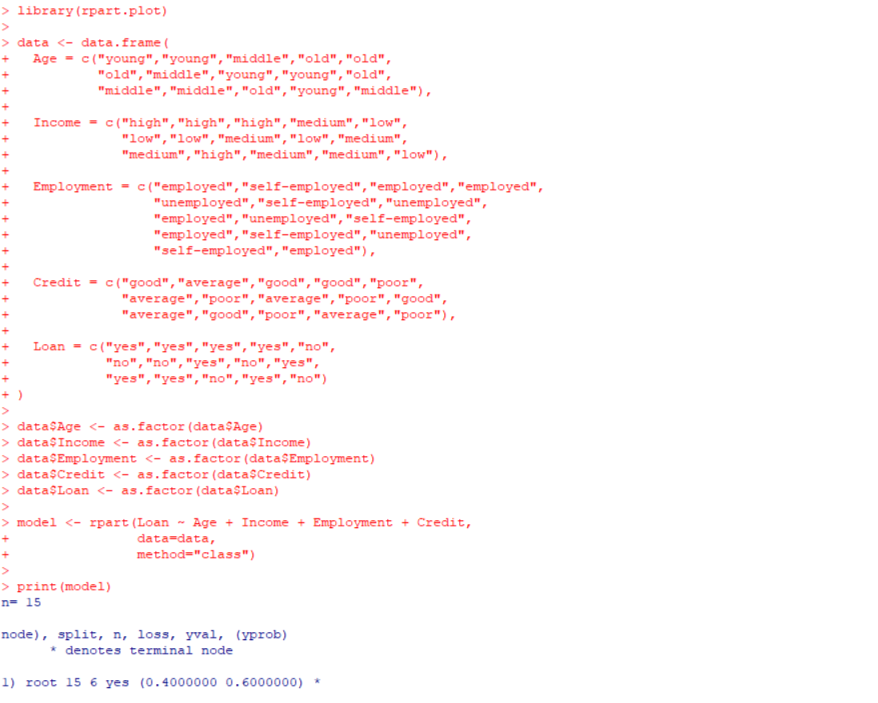 > library(rpart.plot)
>
> data <- data.frame(
+   Age = c("young","young","middle","old","old",
+           "old","middle","young","young","old",
+           "middle","middle","old","young","middle"),
+
+   Income = c("high","high","high","medium","low",
+              "low","low","medium","low","medium",
+              "medium","high","medium","medium","low"),
+
+   Employment = c("employed","self-employed","employed","employed",
+                  "unemployed","self-employed","unemployed",
+                  "employed","unemployed","self-employed",
+                  "employed","self-employed","unemployed",
+                  "self-employed","employed"),
+
+   Credit = c("good","average","good","good","poor",
+              "average","poor","average","poor","good",
+              "average","good","poor","average","poor"),
+
+   Loan = c("yes","yes","yes","yes","no",
+            "no","no","yes","no","yes",
+            "yes","yes","no","yes","no")
+ )
>
> data$Age <- as.factor(data$Age)
> data$Income <- as.factor(data$Income)
> data$Employment <- as.factor(data$Employment)
> data$Credit <- as.factor(data$Credit)
> data$Loan <- as.factor(data$Loan)
>
> model <- rpart(Loan ~ Age + Income + Employment + Credit,
+                data=data,
+                method="class")
>
> print(model)
n= 15

node), split, n, loss, yval, (yprob)
      * denotes terminal node

1) root 15 6 yes (0.4000000 0.6000000) *